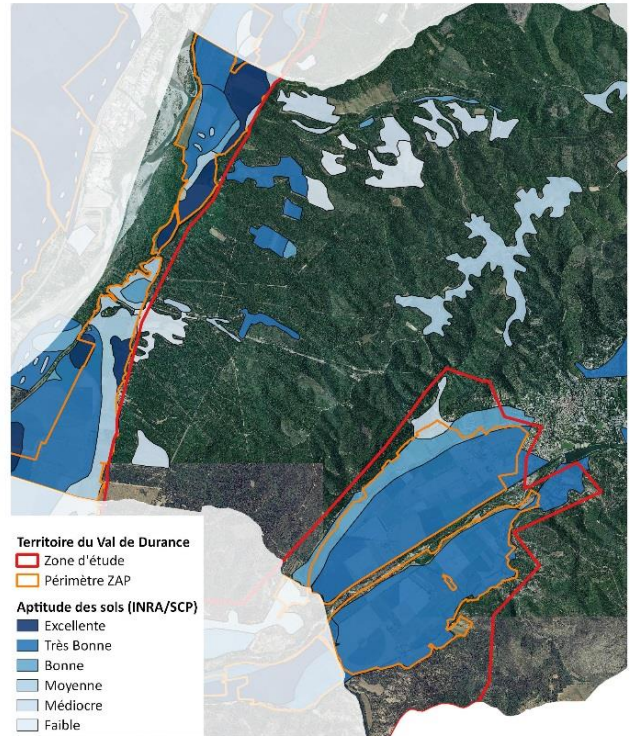 Territoire du Val de Durance
Zone d'étude
Périmètre ZAP
Aptitude des sols (INRA/SCP)
Excellente
Très Bonne
Bonne
Moyenne
Médiocre
Faible